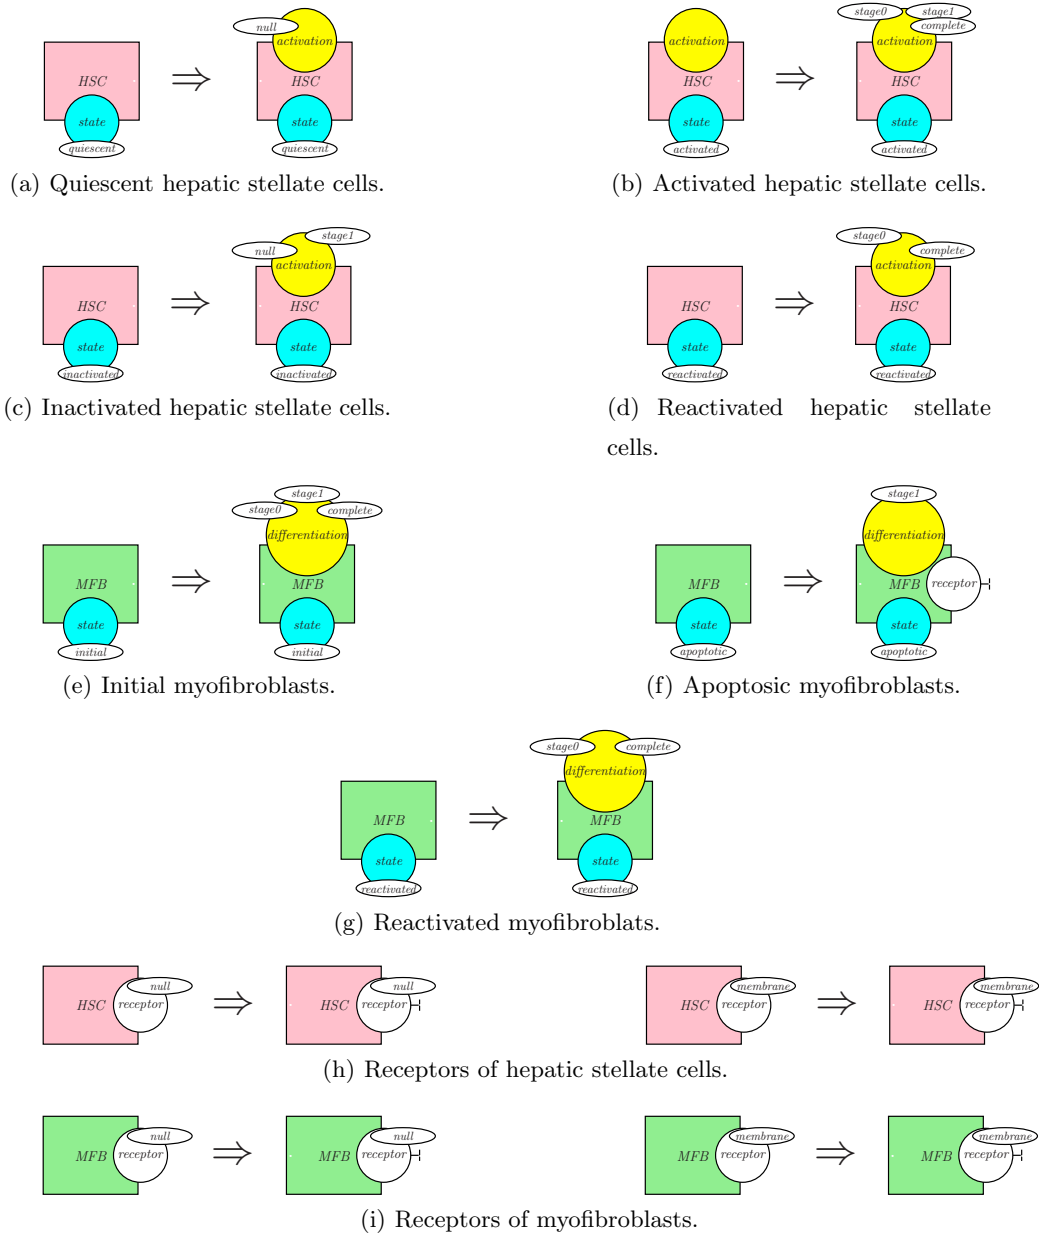 null
activation
HSC
⇒
HSC
state
state
quiescent
quiescent
(a) Quiescent hepatic stellate cells.
stage0
stage1
complete
activation
activation
HSC
⇒
HSC
state
state
activated
activated
(b) Activated hepatic stellate cells.
stage1
null
activation
HSC
⇒
HSC
state
state
inactivated
inactivated
(c) Inactivated hepatic stellate cells.
stage0
complete
activation
HSC
⇒
HSC
state
state
reactivated
reactivated
(d) Reactivated hepatic stellate
cells.
stage1
stage0
complete
differentiation
MFB
⇒
MFB
state
state
initial
initial
(e) Initial myofibroblasts.
stage1
differentiation
MFB
⇒
MFB
receptor
state
state
apoptotic
apoptotic
(f) Apoptosic myofibroblasts.
stage0
complete
differentiation
MFB
⇒
MFB
state
state
reactivated
reactivated
(g) Reactivated myofibroblats.
null
HSC
receptor
⇒
null
HSC
receptor
membrane
HSC
receptor
⇒
membrane
HSC
receptor
(h) Receptors of hepatic stellate cells.
null
MFB
receptor
⇒
null
MFB
receptor
membrane
MFB
receptor
⇒
membrane
MFB
receptor
(i) Receptors of myofibroblasts.